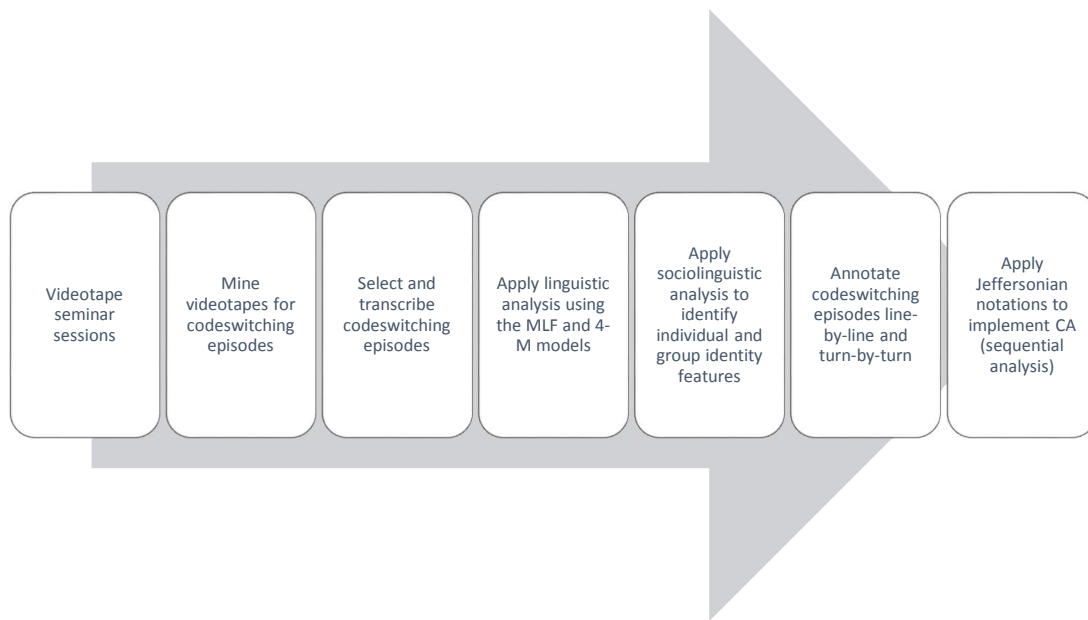 Videotape
seminar
sessions
Mine
videotapes for
codeswitching
episodes
Select and
transcribe
codeswitching
episodes
Apply linguistic
analysis using
the MLF and 4-
M models
Apply
sociolinguistic
analysis to
identify
individual and
group identity
features
Annotate
codeswitching
episodes line-
by-line and
turn-by-turn
Apply
Jeffersonian
notations to
implement CA
(sequential
analysis)